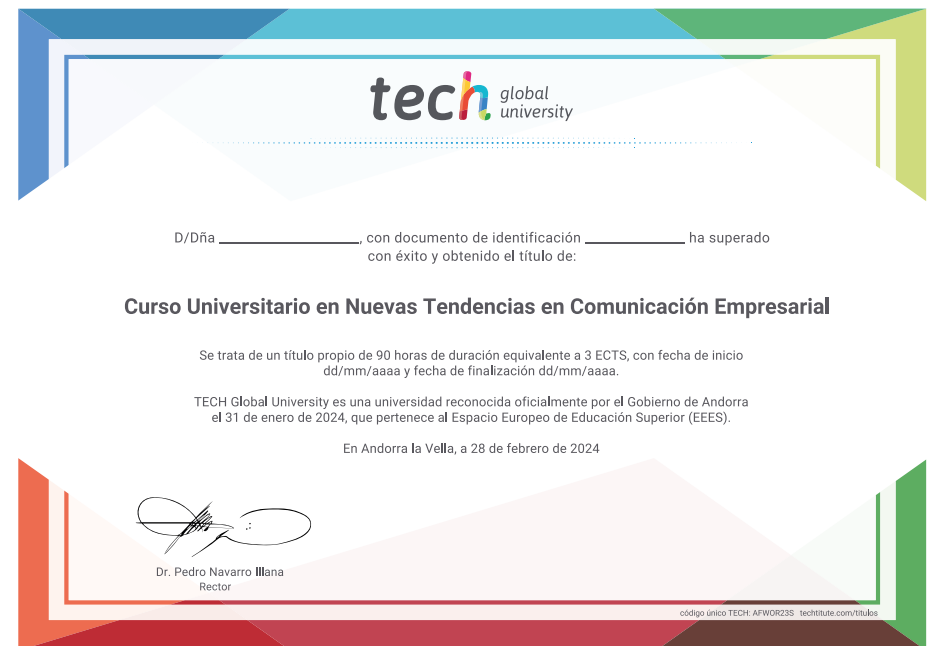 tech global
university
D/Dña ____________________, con documento de identificación ______________ ha superado
con éxito y obtenido el título de:
Curso Universitario en Nuevas Tendencias en Comunicación Empresarial
Se trata de un título propio de 90 horas de duración equivalente a 3 ECTS, con fecha de inicio
dd/mm/aaaa y fecha de finalización dd/mm/aaaa.
TECH Global University es una universidad reconocida oficialmente por el Gobierno de Andorra
el 31 de enero de 2024, que pertenece al Espacio Europeo de Educación Superior (EEES).
En Andorra la Vella, a 28 de febrero de 2024
Dr. Pedro Navarro Illana
Rector
código único TECH: AFWOR23S techtitute.com/titulos